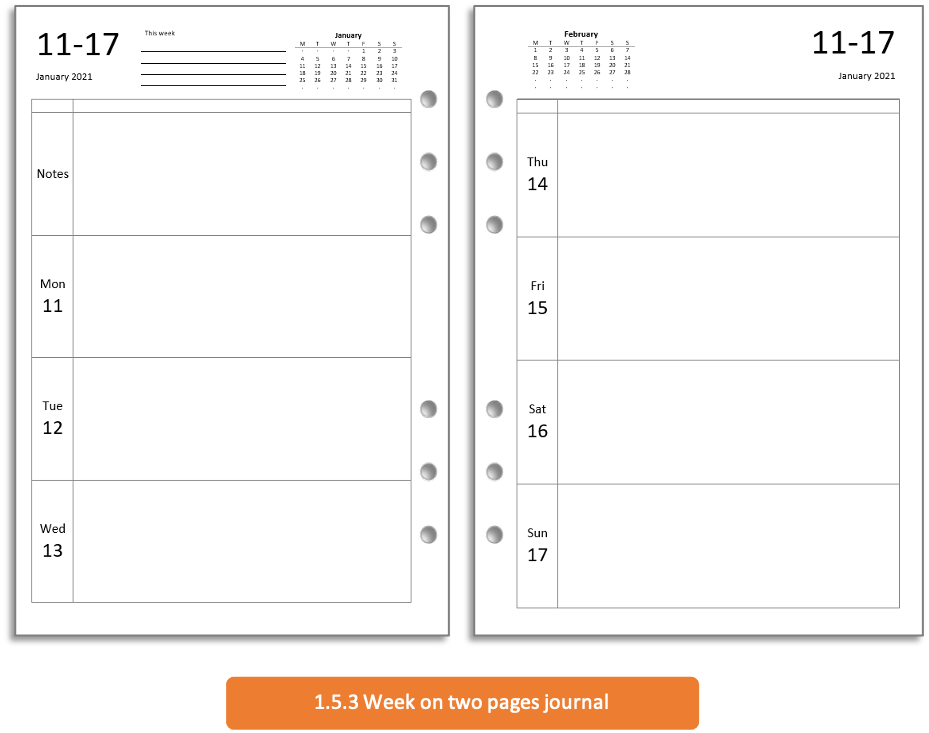 11-17
January 2021
This week
January
M T W T F S S
· · · · 1 2 3
4 5 6 7 8 9 10
11 12 13 14 15 16 17
18 19 20 21 22 23 24
25 26 27 28 29 30 31
· · · · · · ·
Notes
Mon
11
Tue
12
Wed
13
February
M T W T F S S
1 2 3 4 5 6 7
8 9 10 11 12 13 14
15 16 17 18 19 20 21
22 23 24 25 26 27 28
· · · · · · ·
· · · · · · ·
11-17
January 2021
Thu
14
Fri
15
Sat
16
Sun
17
1.5.3 Week on two pages journal